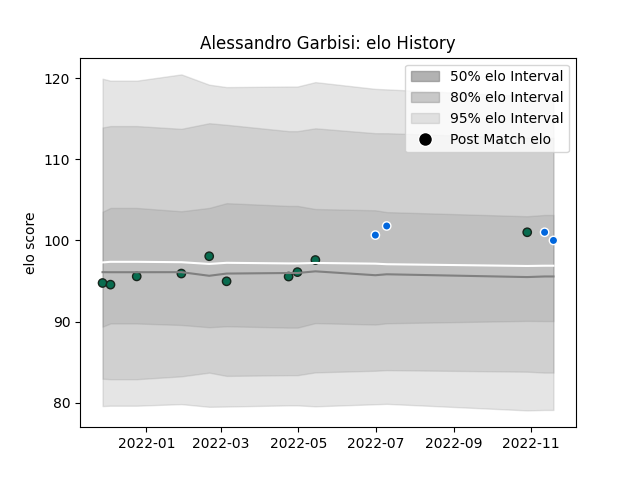 Alessandro Garbisi: elo History
120
110
100
90
80
elo score
50% elo Interval
80% elo Interval
95% elo Interval
Post Match elo
2022-01
2022-03
2022-05
2022-07
2022-09
2022-11